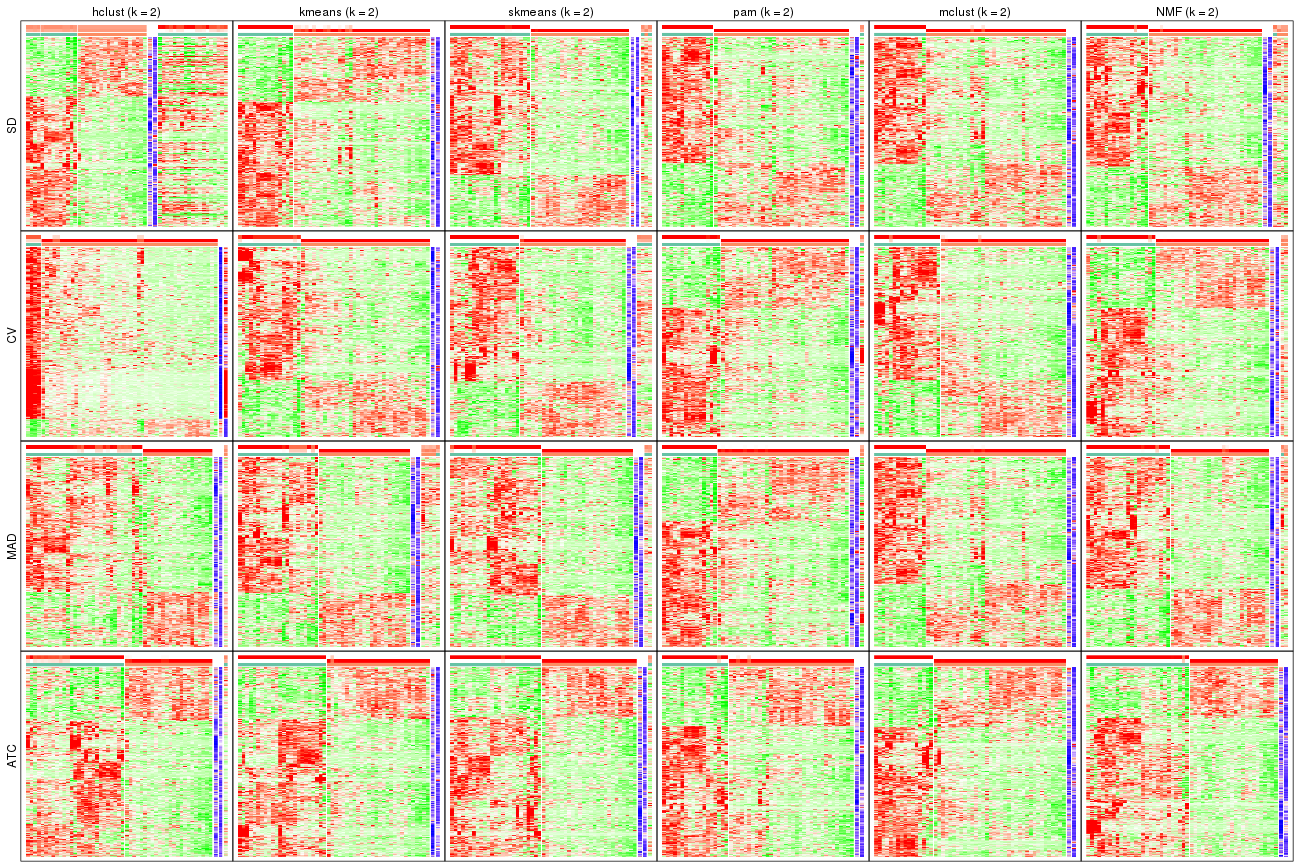 hclust (k = 2) kmeans (k = 2) skmeans (k = 2) pam (k = 2) mclust (k = 2) NMF (k = 2)
SD
CV
MAD
ATC